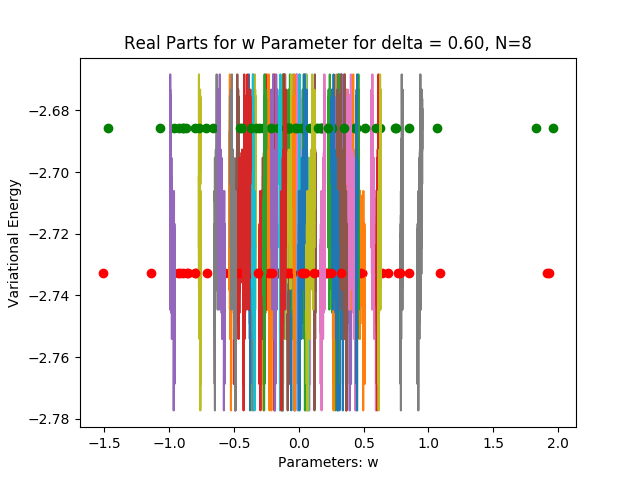 Real Parts for w Parameter for delta = 0.60, N=8
Variational Energy
−2.68
−2.70
−2.72
−2.74
−2.76
−2.78
−1.5 −1.0 −0.5 0.0 0.5 1.0 1.5 2.0
Parameters: w